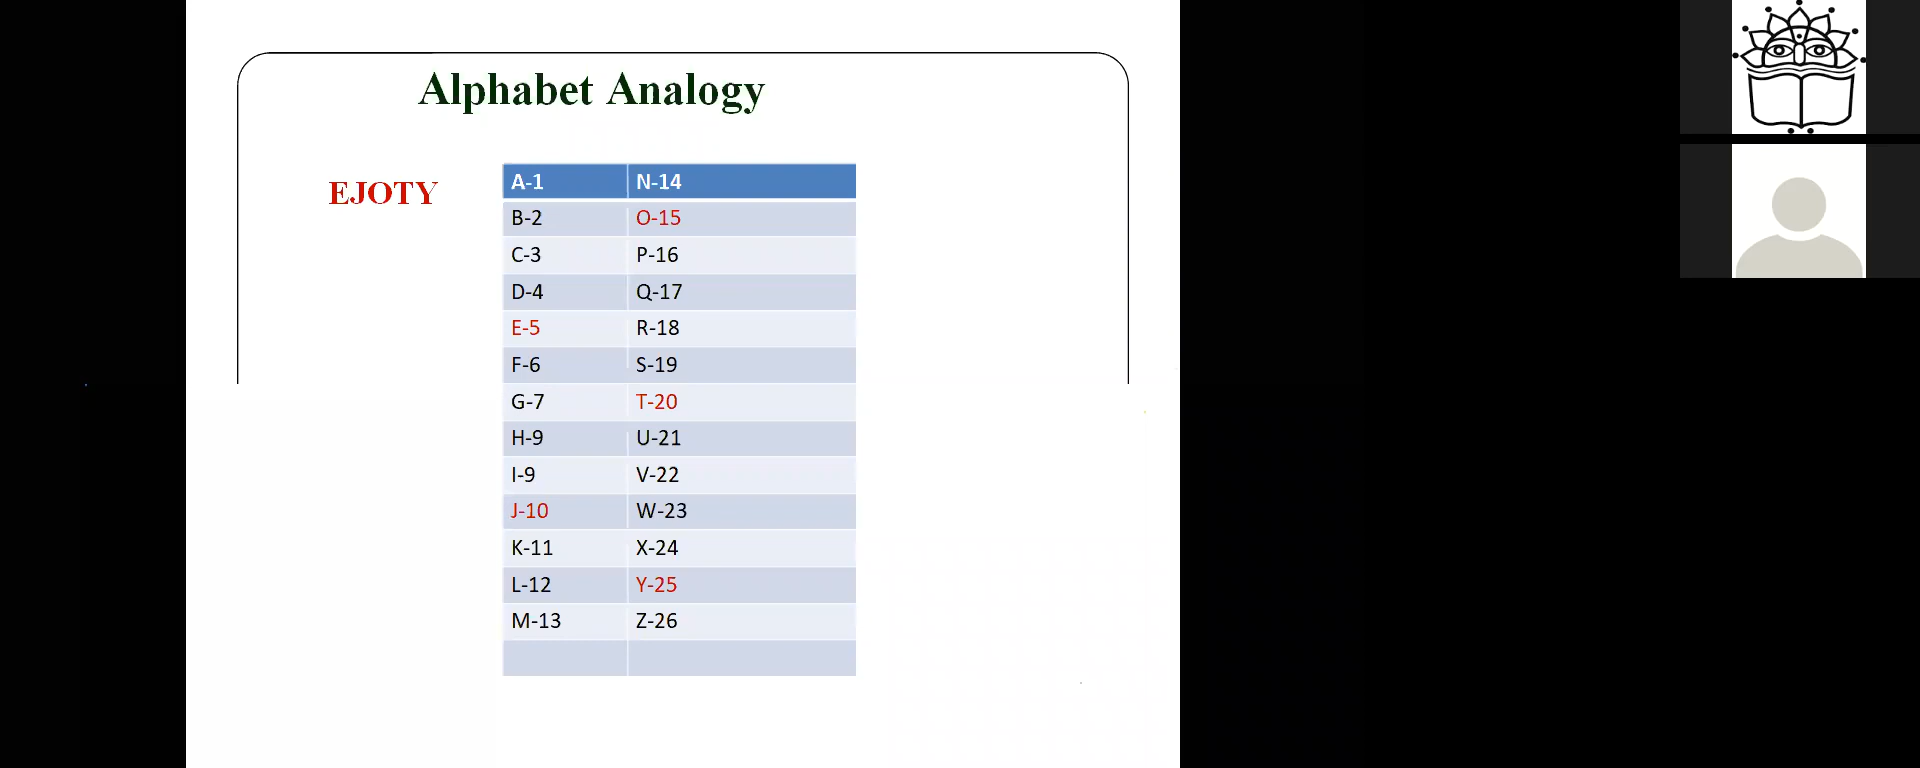 Alphabet Analogy
EJOTY
A-1 N-14
B-2 O-15
C-3 P-16
D-4 Q-17
E-5 R-18
F-6 S-19
G-7 T-20
H-9 U-21
I-9 V-22
J-10 W-23
K-11 X-24
L-12 Y-25
M-13 Z-26